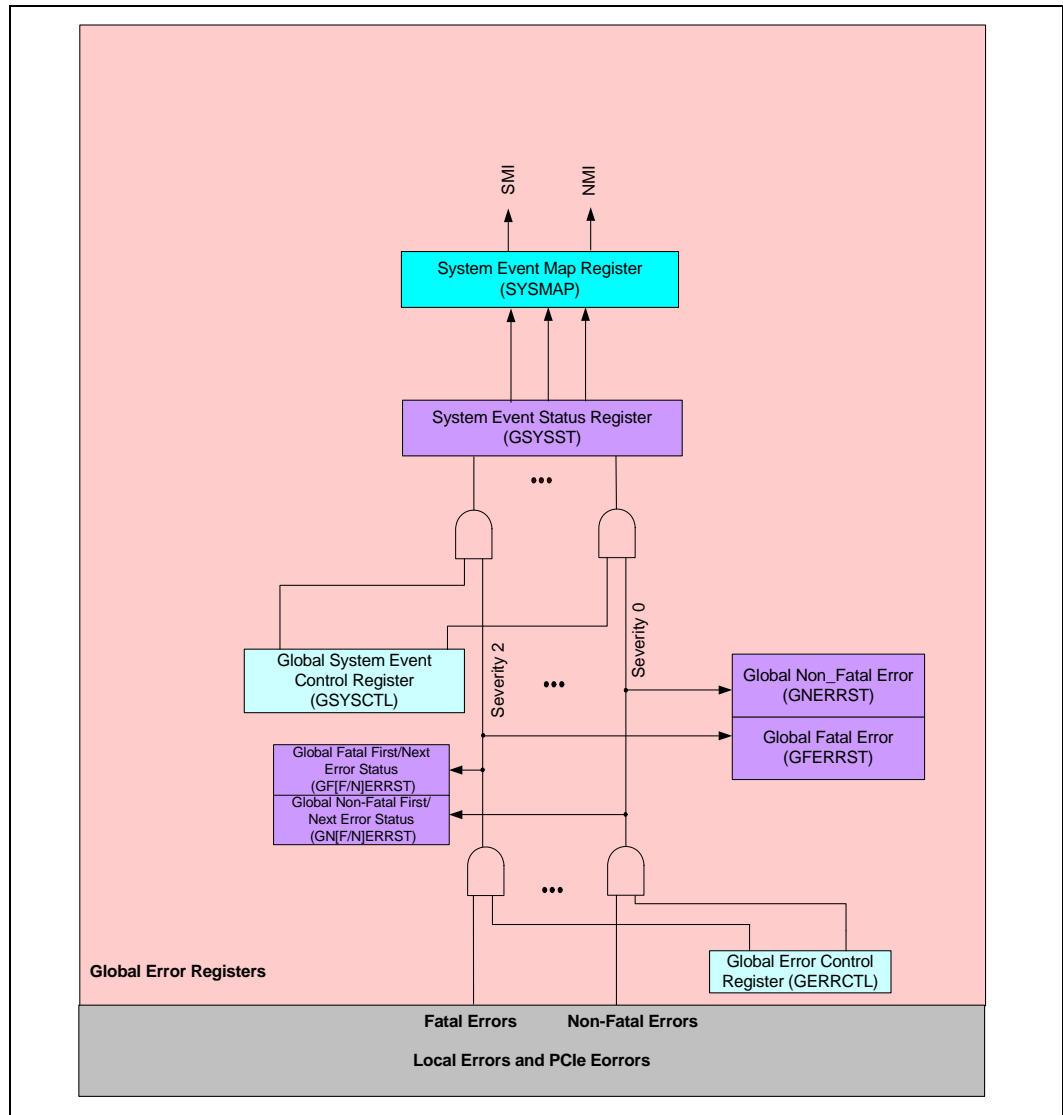 SMI
NMI
System Event Map Register
(SYSMAP)
System Event Status Register
(GSYSST)
•••
Severity 2
Severity 0
Global System Event
Control Register
(GSYSCTL)
•••
Global Non_Fatal Error
(GNERRST)
Global Fatal Error
(GFERRST)
Global Fatal First/Next
Error Status
(GF[F/N]ERRST)
Global Non-Fatal First/
Next Error Status
(GN[F/N]ERRST)
•••
Global Error Control
Register (GERRCTL)
Global Error Registers
Fatal Errors
Non-Fatal Errors
Local Errors and PCIe Eorrors